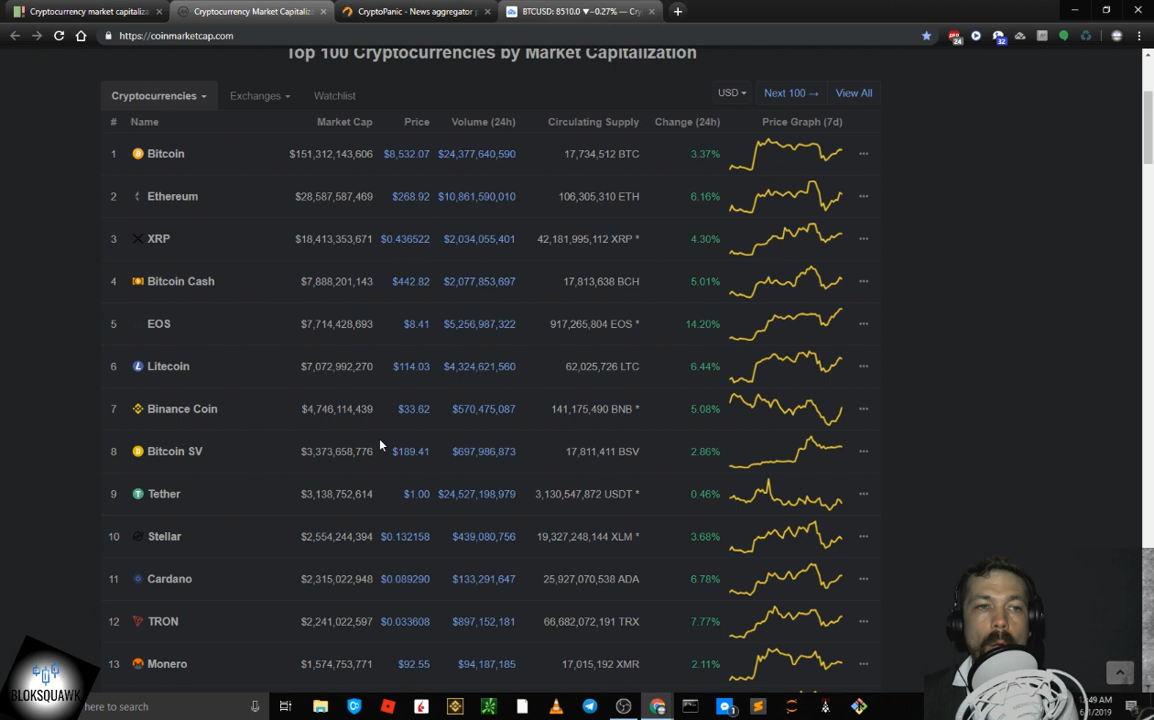 Cryptocurrency market capitaliz
Cryptocurrency Market Capitaliz
CryptoPanic - News aggregator p
BTCUSD: 8510.0 ▼−0.27% — Cry
https://coinmarketcap.com
24
32
Top 100 Cryptocurrencies by Market Capitalization
Cryptocurrencies Exchanges Watchlist USD Next 100 → View All
# Name Market Cap Price Volume (24h) Circulating Supply Change (24h) Price Graph (7d)
1 Bitcoin $151,312,143,606 $8,532.07 $24,377,640,590 17,734,512 BTC 3.37%
2 Ethereum $28,587,587,469 $268.92 $10,861,590,010 106,305,310 ETH 6.16%
3 XRP $18,413,353,671 $0.436522 $2,034,055,401 42,181,995,112 XRP * 4.30%
4 Bitcoin Cash $7,888,201,143 $442.82 $2,077,853,697 17,813,638 BCH 5.01%
5 EOS $7,714,428,693 $8.41 $5,256,987,322 917,265,804 EOS * 14.20%
6 Litecoin $7,072,992,270 $114.03 $4,324,621,560 62,025,726 LTC 6.44%
7 Binance Coin $4,746,114,439 $33.62 $570,475,087 141,175,490 BNB * 5.08%
8 Bitcoin SV $3,373,658,776 $189.41 $697,986,873 17,811,411 BSV 2.86%
9 Tether $3,138,752,614 $1.00 $24,527,198,979 3,130,547,872 USDT * 0.46%
10 Stellar $2,554,244,394 $0.132158 $439,080,756 19,327,248,144 XLM * 3.68%
11 Cardano $2,315,022,948 $0.089290 $133,291,647 25,927,070,538 ADA 6.78%
12 TRON $2,241,022,597 $0.033608 $897,152,181 66,682,072,191 TRX 7.77%
13 Monero $1,574,753,771 $92.55 $94,187,185 17,015,192 XMR 2.11%
BLOKSQUAWK
here to search
1
:49 AM
6/1/2019